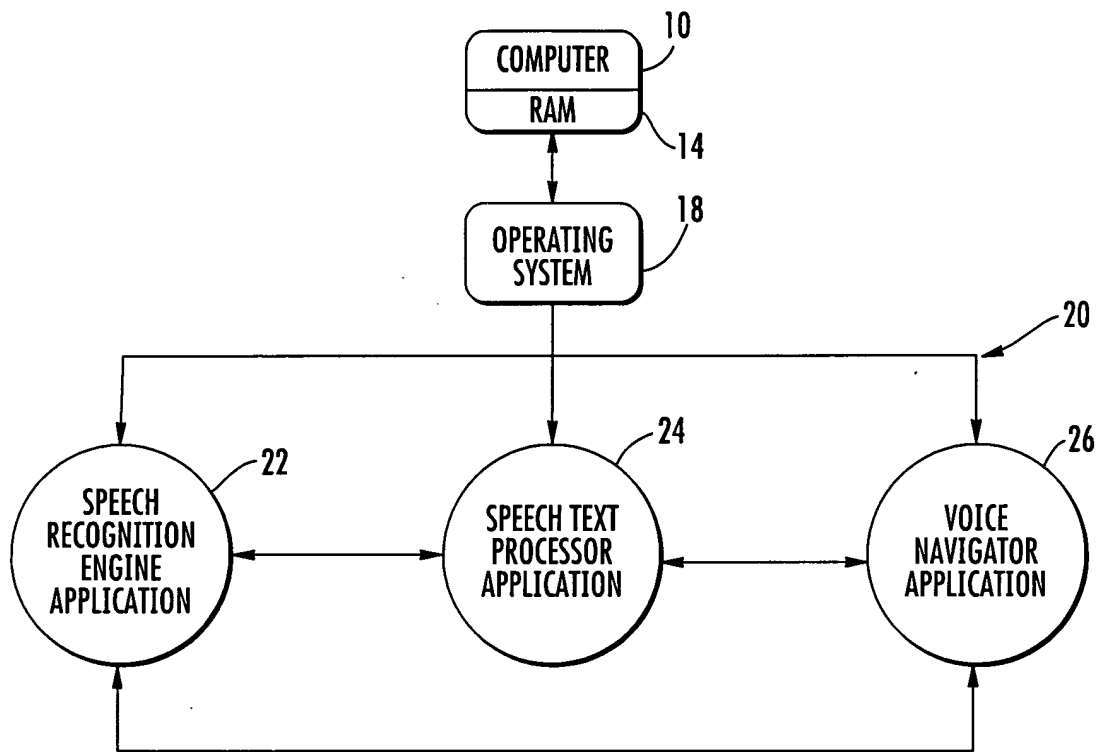 10
COMPUTER
RAM
14
18
OPERATING
SYSTEM
20
22
SPEECH
RECOGNITION
ENGINE
APPLICATION
24
SPEECH TEXT
PROCESSOR
APPLICATION
26
VOICE
NAVIGATOR
APPLICATION